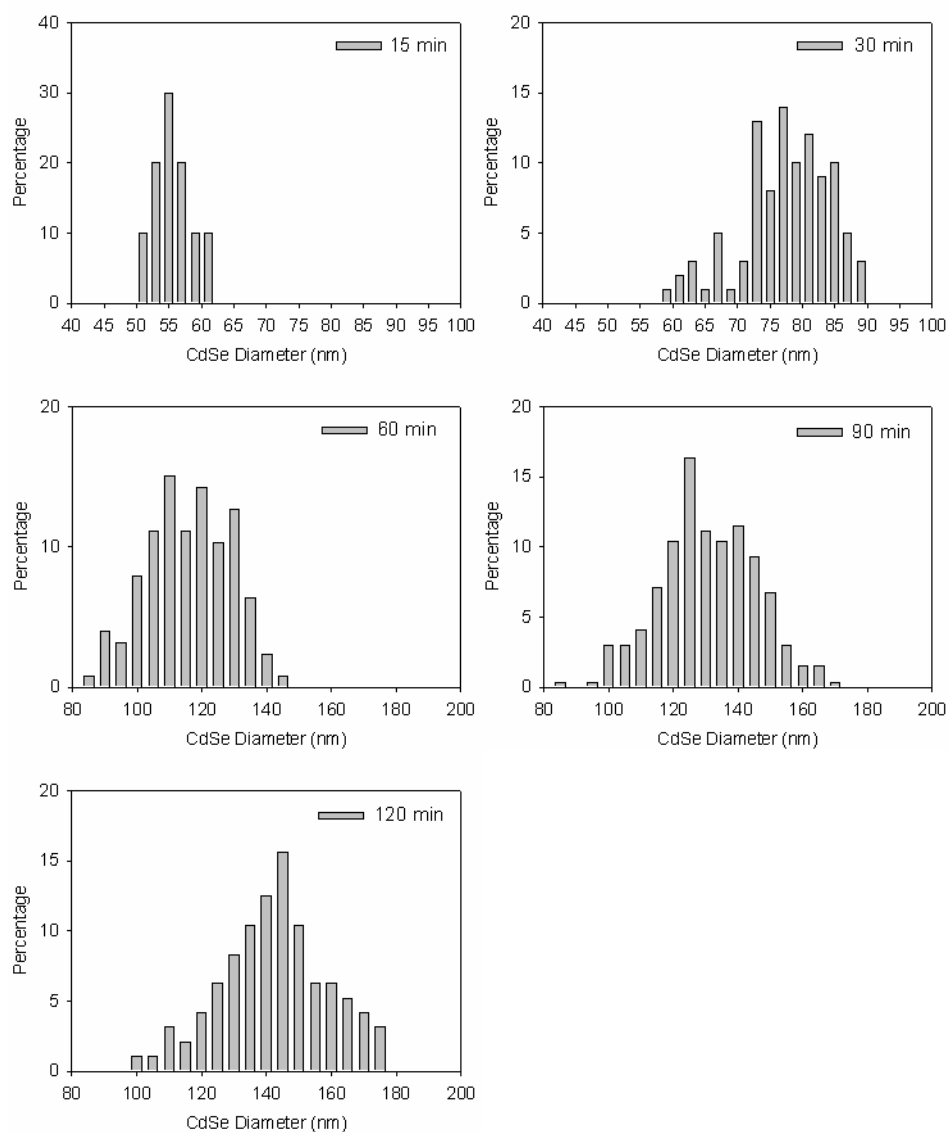 40
30
20
10
0
Percentage
15 min
40 45 50 55 60 65 70 75 80 85 90 95 100
CdSe Diameter (nm)
20
15
10
5
0
Percentage
30 min
40 45 50 55 60 65 70 75 80 85 90 95 100
CdSe Diameter (nm)
20
10
0
Percentage
60 min
80 100 120 140 160 180 200
CdSe Diameter (nm)
20
15
10
5
0
Percentage
90 min
80 100 120 140 160 180 200
CdSe Diameter (nm)
20
15
10
5
0
Percentage
120 min
80 100 120 140 160 180 200
CdSe Diameter (nm)